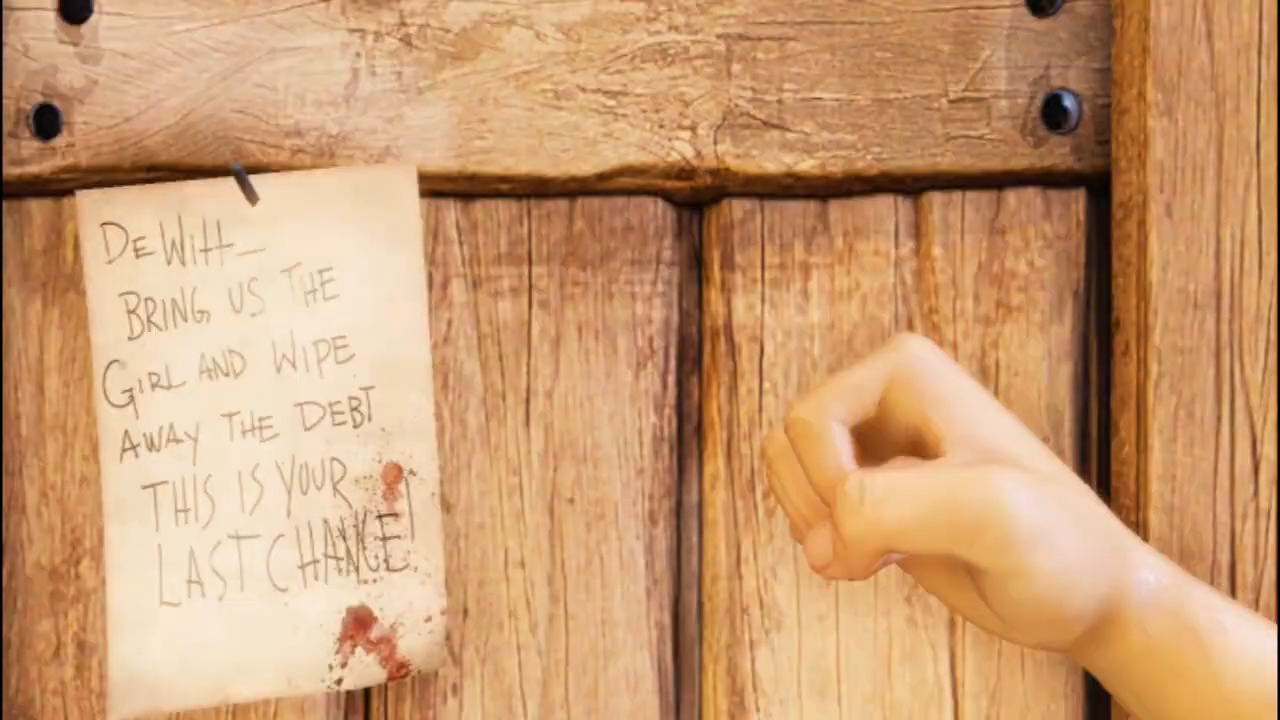 DEWITT_
BRING US THE
GIRL AND WIPE
AWAY THE DEBT.
THIS IS YOUR
LAST CHANCE!